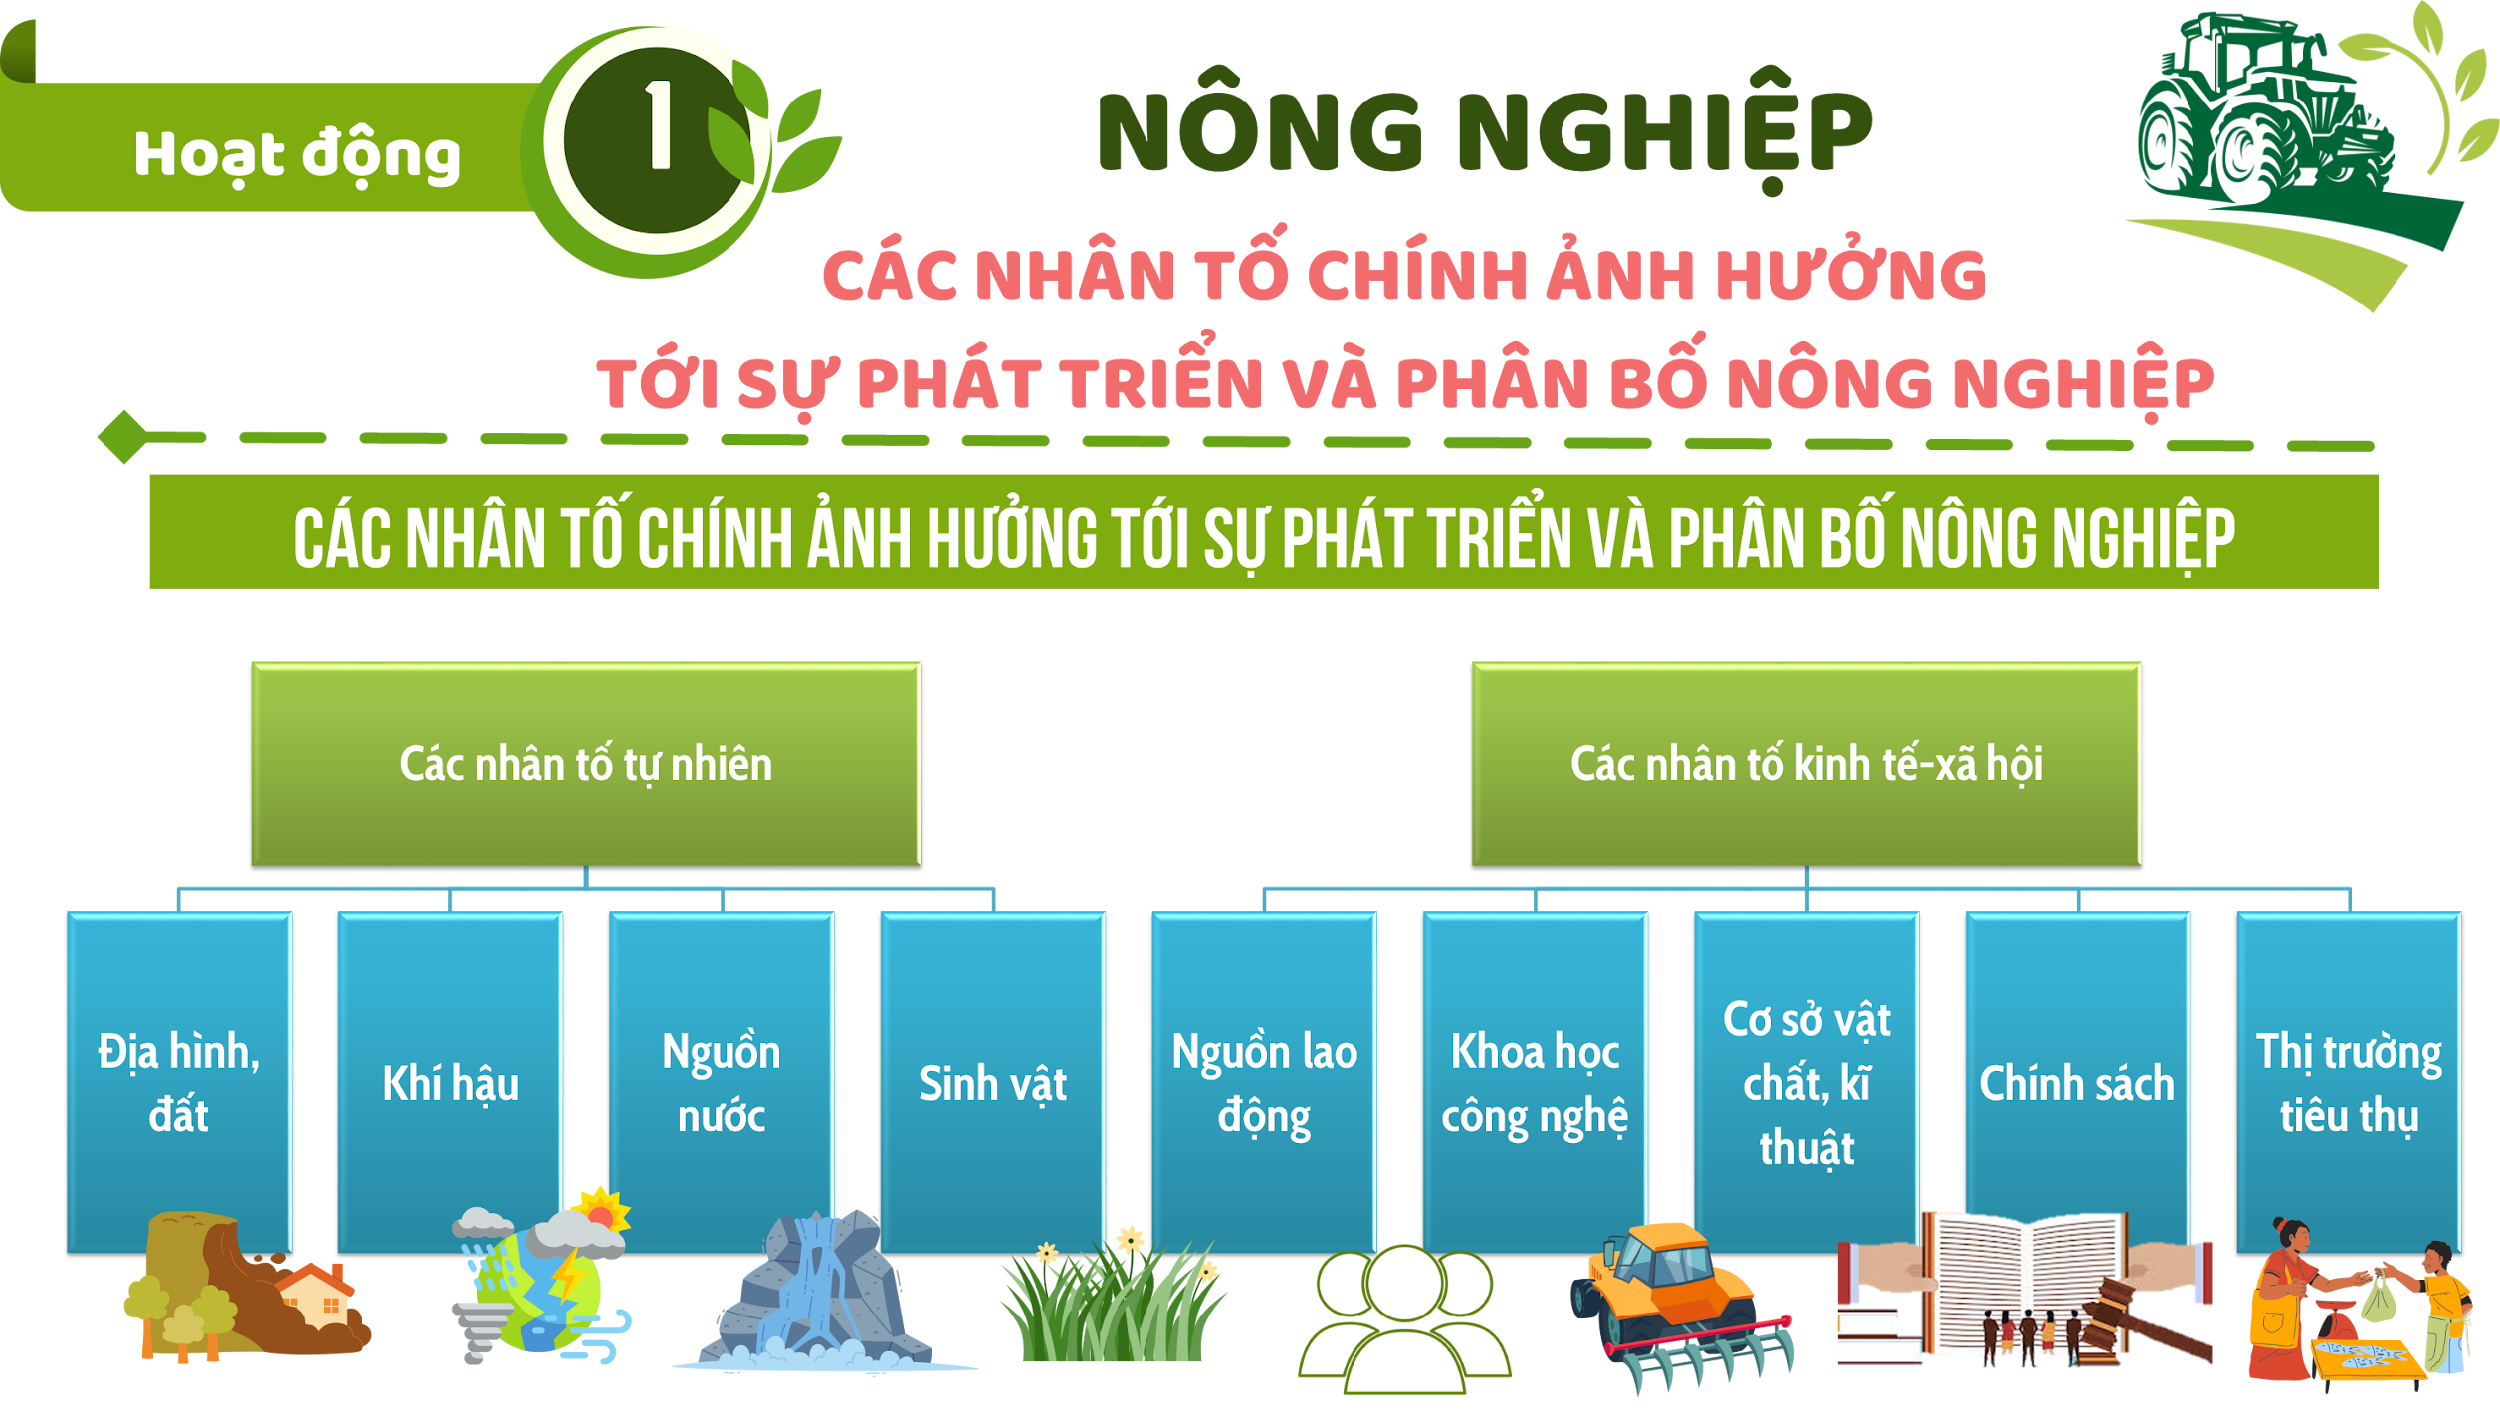 Hoạt động
1
NÔNG NGHIỆP
CÁC NHÂN TỐ CHÍNH ẢNH HƯỞNG
TỚI SỰ PHÁT TRIỂN VÀ PHÂN BỐ NÔNG NGHIỆP
CÁC NHÂN TỐ CHÍNH ẢNH HƯỞNG TỚI SỰ PHÁT TRIỂN VÀ PHÂN BỐ NÔNG NGHIỆP
Các nhân tố tự nhiên
Các nhân tố kinh tế-xã hội
Địa hình,
đất
Khí hậu
Nguồn
nước
Sinh vật
Nguồn lao
động
Khoa học
công nghệ
Cơ sở vật
chất, kĩ
thuật
Chính sách
Thị trường
tiêu thụ